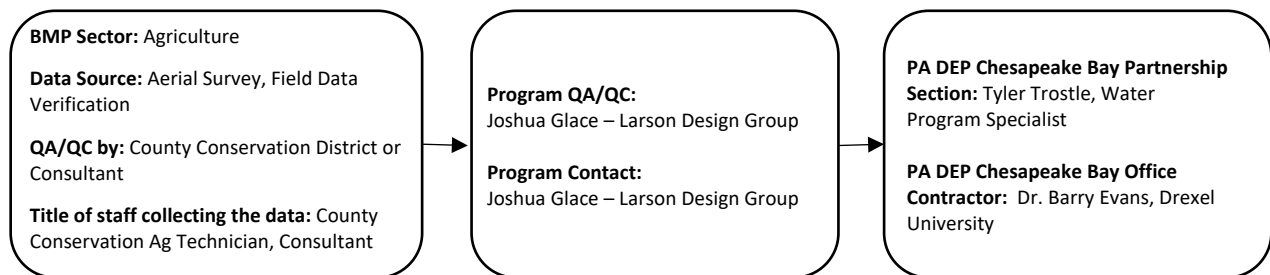 BMP Sector: Agriculture
Data Source: Aerial Survey, Field Data
Verification
QA/QC by: County Conservation District or
Consultant
Title of staff collecting the data: County
Conservation Ag Technician, Consultant
Program QA/QC:
Joshua Glace – Larson Design Group
Program Contact:
Joshua Glace – Larson Design Group
PA DEP Chesapeake Bay Partnership
Section: Tyler Trostle, Water
Program Specialist
PA DEP Chesapeake Bay Office
Contractor: Dr. Barry Evans, Drexel
University